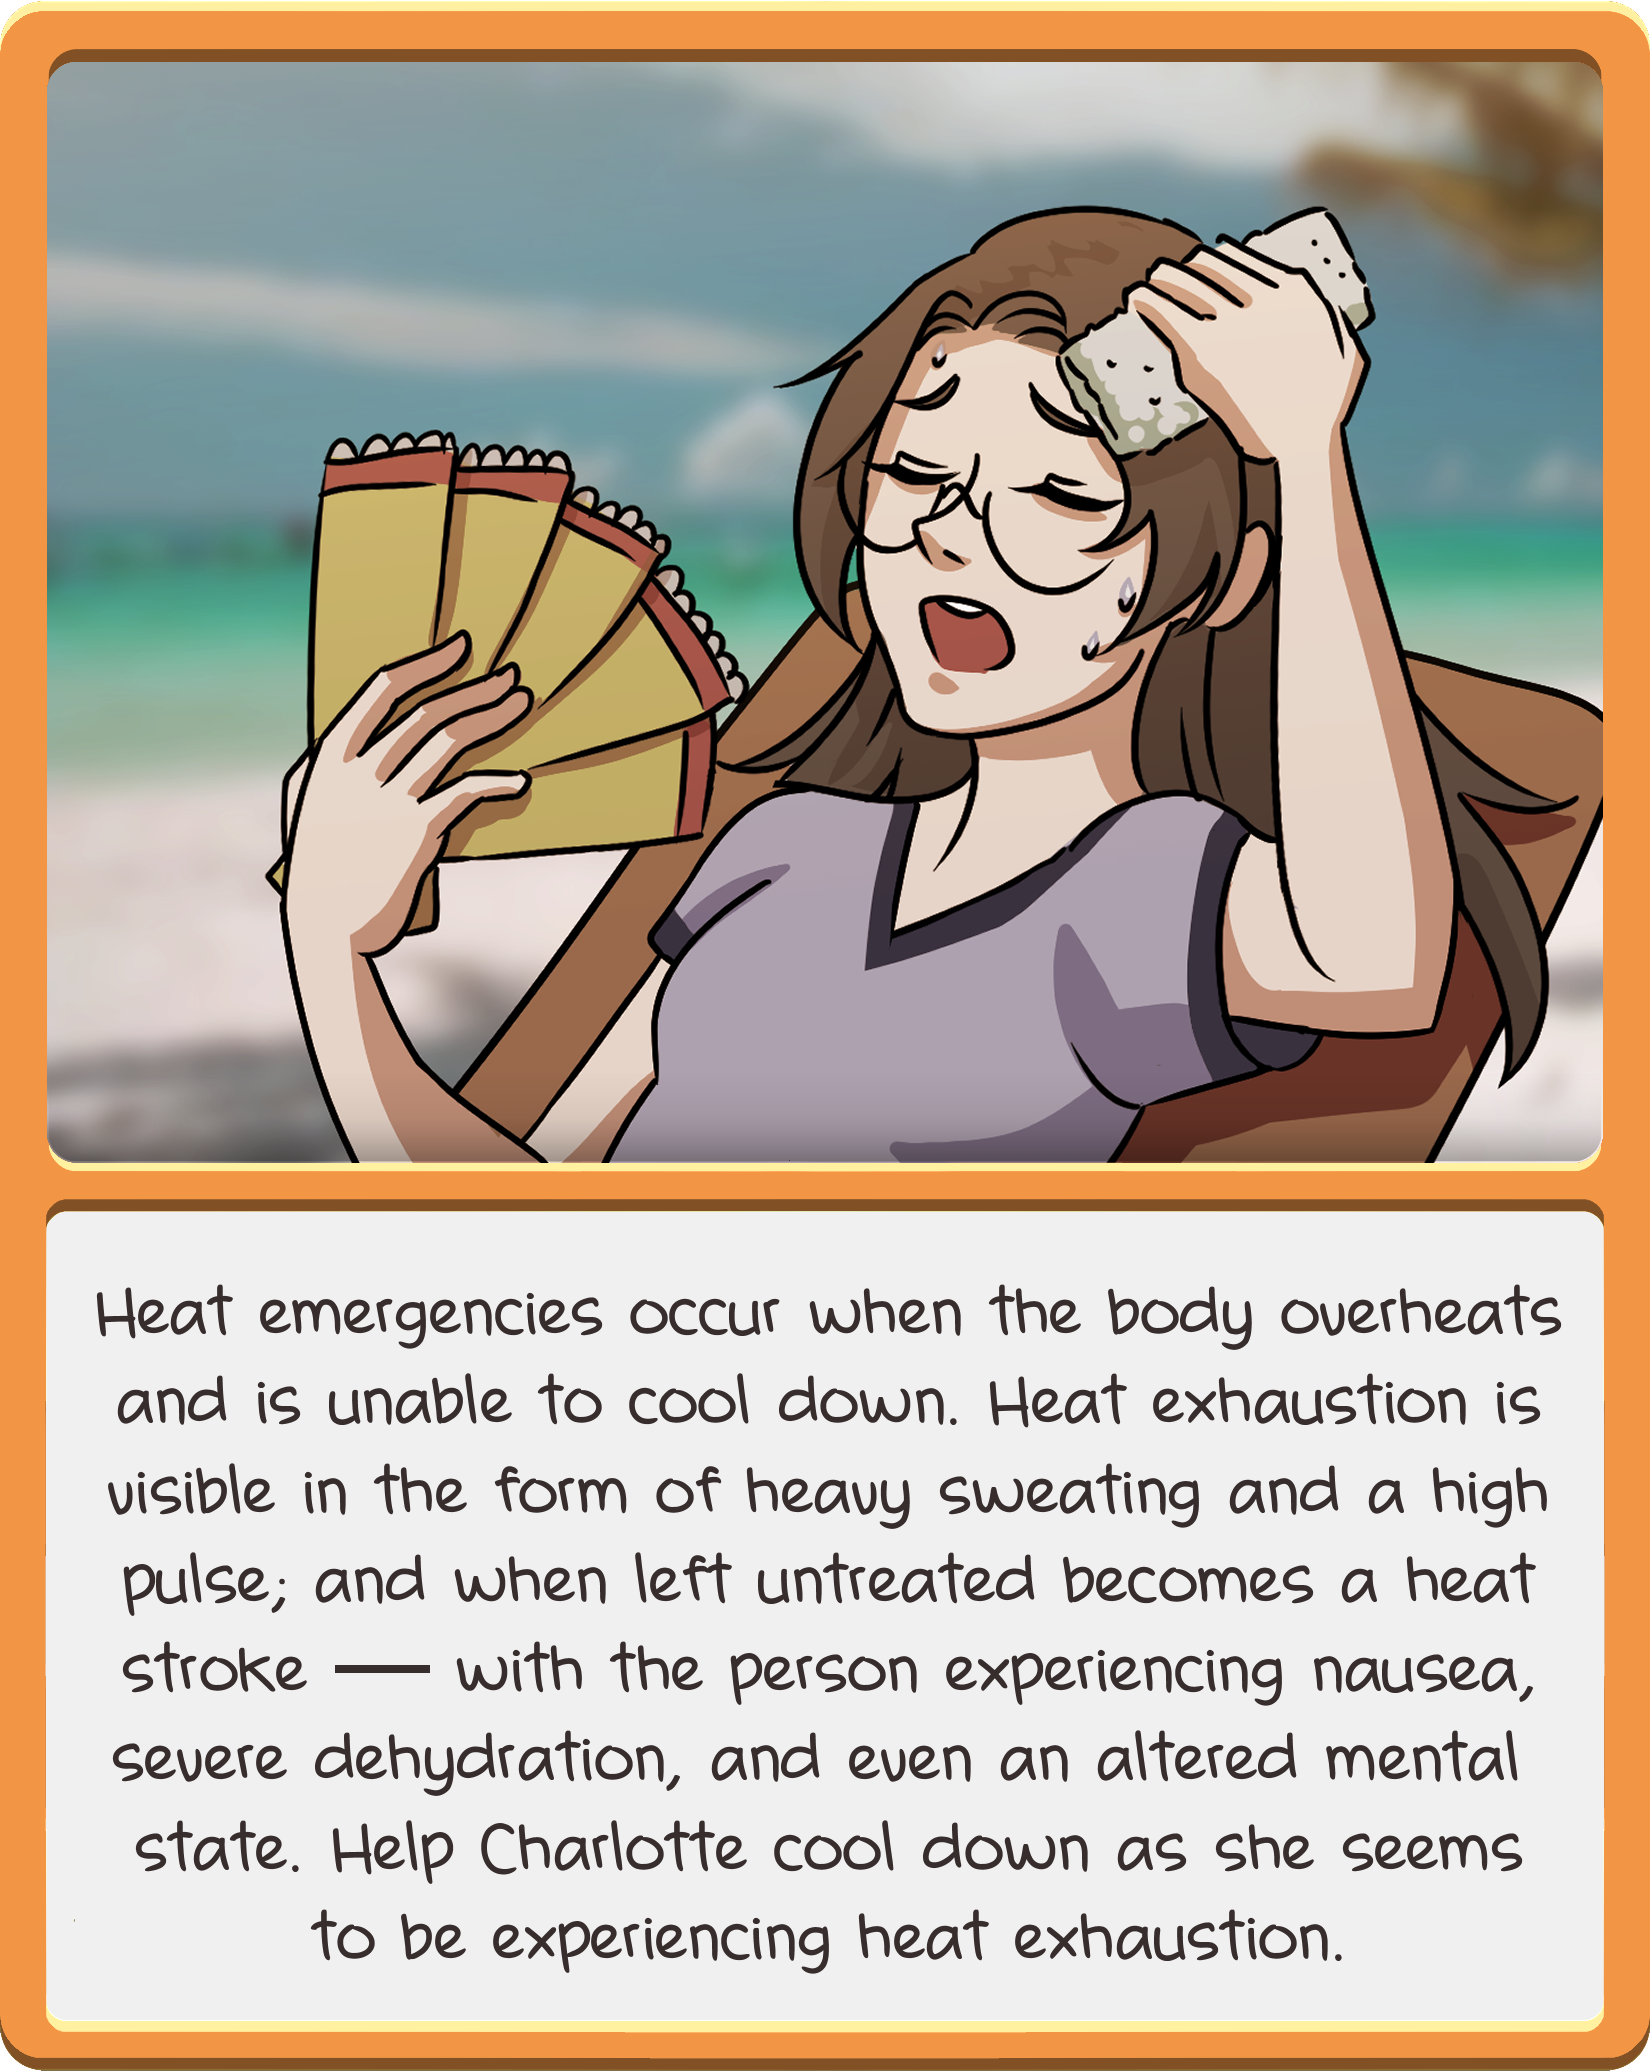 Heat emergencies occur when the body overheats
and is unable to cool down. Heat exhaustion is
visible in the form of heavy sweating and a high
pulse; and when left untreated becomes a heat
stroke — with the person experiencing nausea,
severe dehydration, and even an altered mental
state. Help Charlotte cool down as she seems
to be experiencing heat exhaustion.